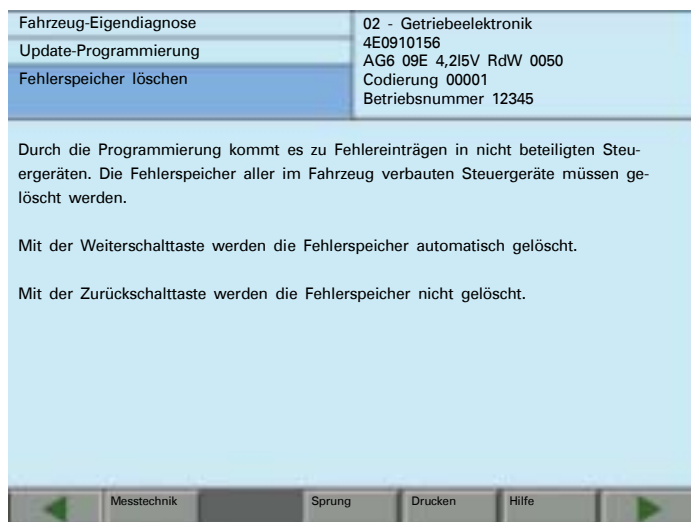 Fahrzeug-Eigendiagnose
Update-Programmierung
Fehlerspeicher löschen
02 - Getriebeelektronik
4E0910156
AG6 09E 4,2l5V RdW 0050
Codierung 00001
Betriebsnummer 12345
Durch die Programmierung kommt es zu Fehlereinträgen in nicht beteiligten Steu-
ergeräten. Die Fehlerspeicher aller im Fahrzeug verbauten Steuergeräte müssen ge-
löscht werden.
Mit der Weiterschalttaste werden die Fehlerspeicher automatisch gelöscht.
Mit der Zurückschalttaste werden die Fehlerspeicher nicht gelöscht.
Messtechnik Sprung Drucken Hilfe